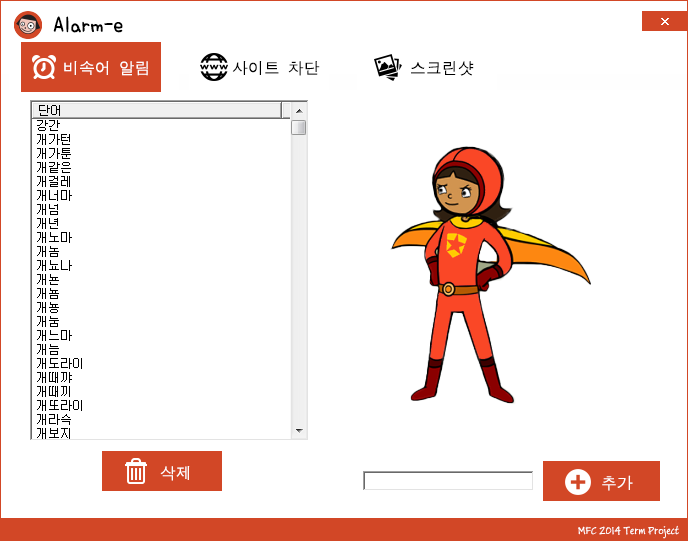 Alarm-e
비속어 알림
WWW 사이트 차단
스크린샷
단어
강간
개가턴
개가튼
개같은
개걸레
개너마
개넘
개년
개노마
개놈
개뇨나
개뇬
개뇸
개뇽
개눔
개느마
개늠
개도라이
개때꺄
개때끼
개또라이
개라슥
개보지
삭제
추가
MFC 2014 Term Project